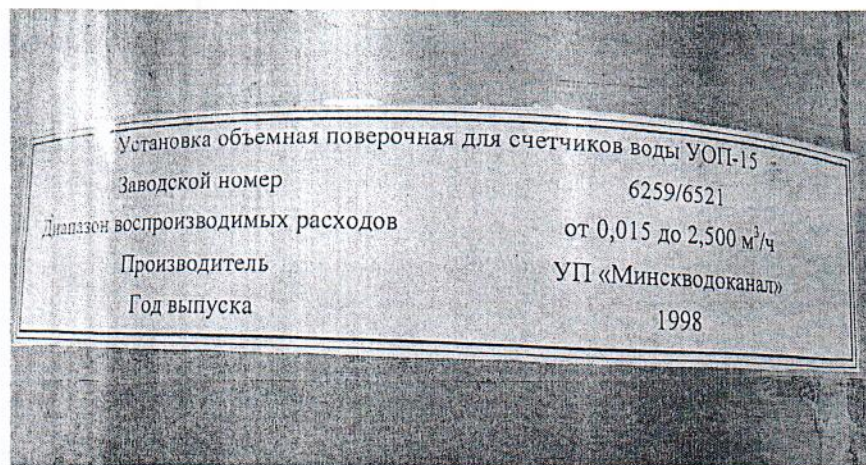 Установка объемная поверочная для счетчиков воды УОП-15
Заводской номер 6259/6521
Диапазон воспроизводимых расходов от 0,015 до 2,500 м³/ч
Производитель УП «Минскводоканал»
Год выпуска 1998